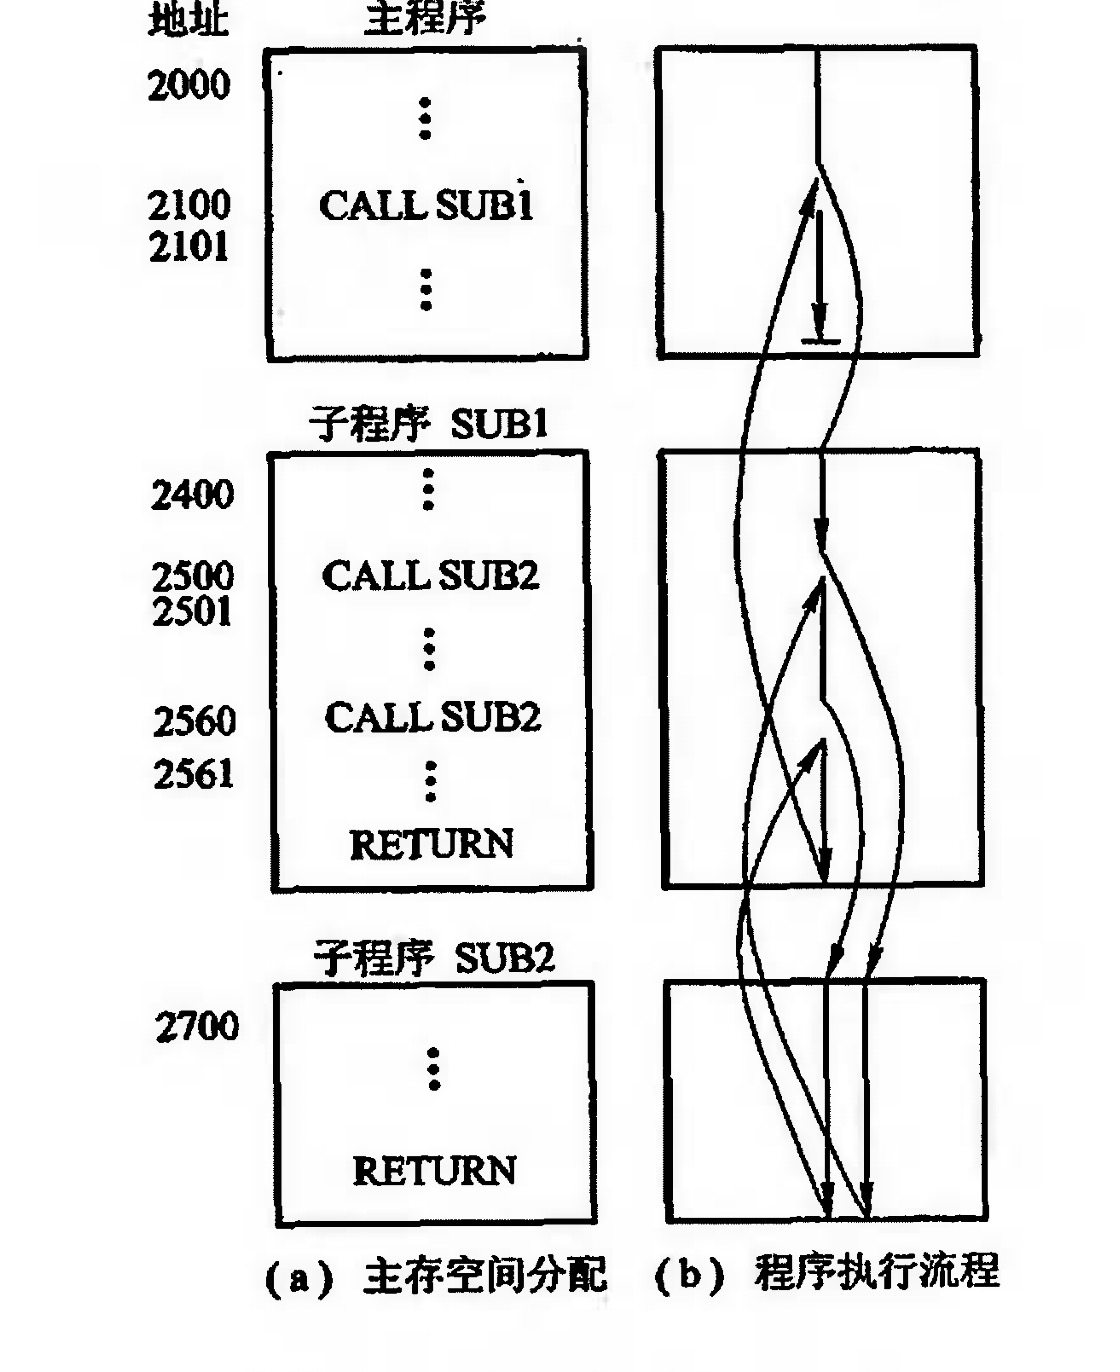 地址 主程序
2000
2100 CALL SUB1
2101
子程序 SUB1
2400
2500 CALL SUB2
2501
2560 CALL SUB2
2561
RETURN
子程序 SUB2
2700
RETURN
(a) 主存空间分配 (b) 程序执行流程